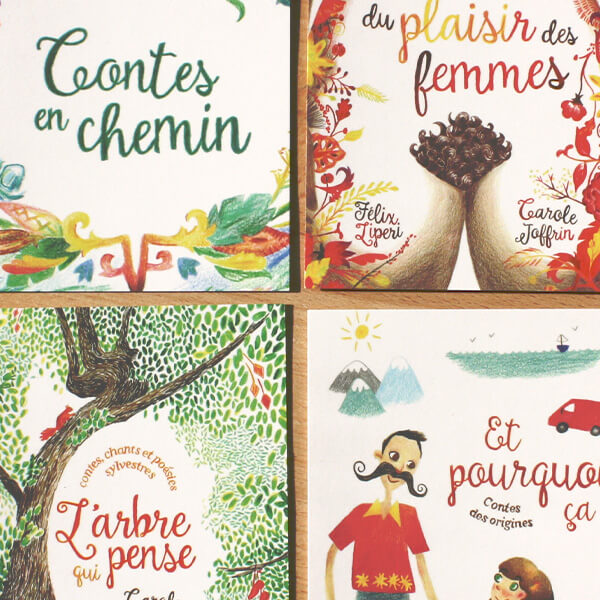 Contes
en chemin
du plaisir des
femmes
Félix Liperi
Carole Joffrin
contes, chants et poésies
sylvestres
L'arbre
qui pense
Et
pourquoi
ça
Contes
des origines